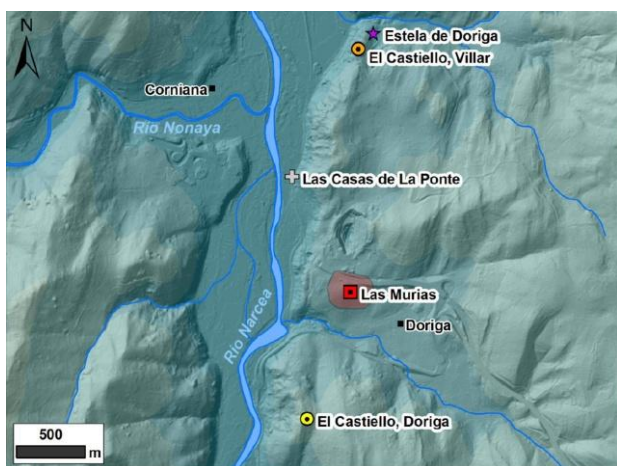 N
Estela de Doriga
El Castiello, Villar
Corniana
Río Nonaya
Las Casas de La Ponte
Las Murias
Doriga
Río Narcea
El Castiello, Doriga
500
m